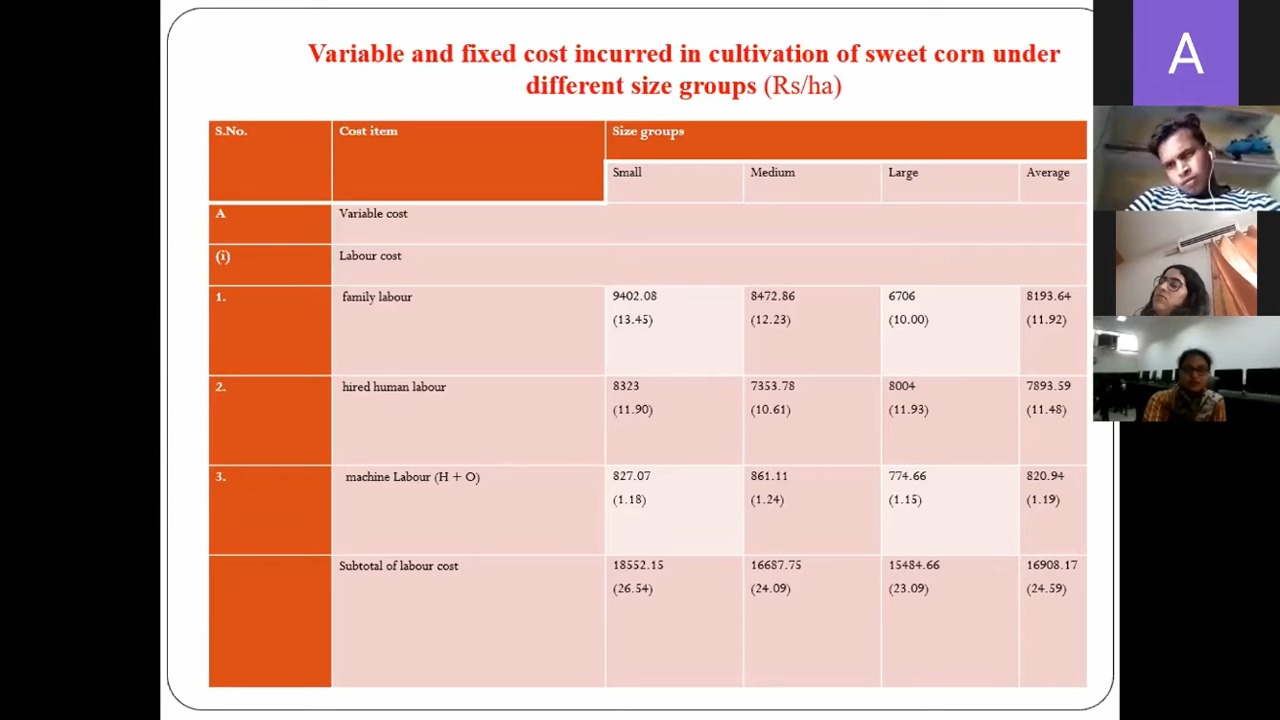 Variable and fixed cost incurred in cultivation of sweet corn under
different size groups (Rs/ha)
A
S.No. Cost item Size groups
Small Medium Large Average
A Variable cost
(i) Labour cost
1. family labour 9402.08 8472.86 6706 8193.64
(13.45) (12.23) (10.00) (11.92)
2. hired human labour 8323 7353.78 8004 7893.59
(11.90) (10.61) (11.93) (11.48)
3. machine Labour (H + O) 827.07 861.11 774.66 820.94
(1.18) (1.24) (1.15) (1.19)
Subtotal of labour cost 18552.15 16687.75 15484.66 16908.17
(26.54) (24.09) (23.09) (24.59)